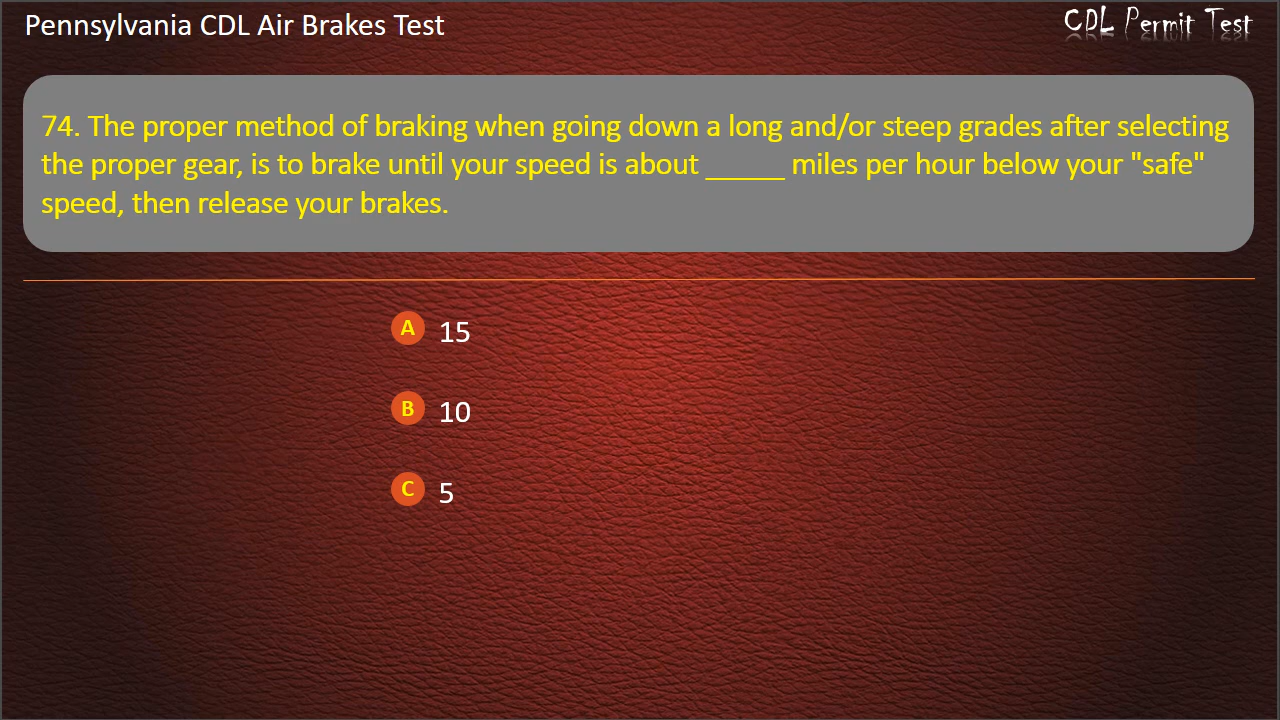 Pennsylvania CDL Air Brakes Test
CDL Permit Test
74. The proper method of braking when going down a long and/or steep grades after selecting
the proper gear, is to brake until your speed is about _____ miles per hour below your "safe"
speed, then release your brakes.
A 15
B 10
C 5